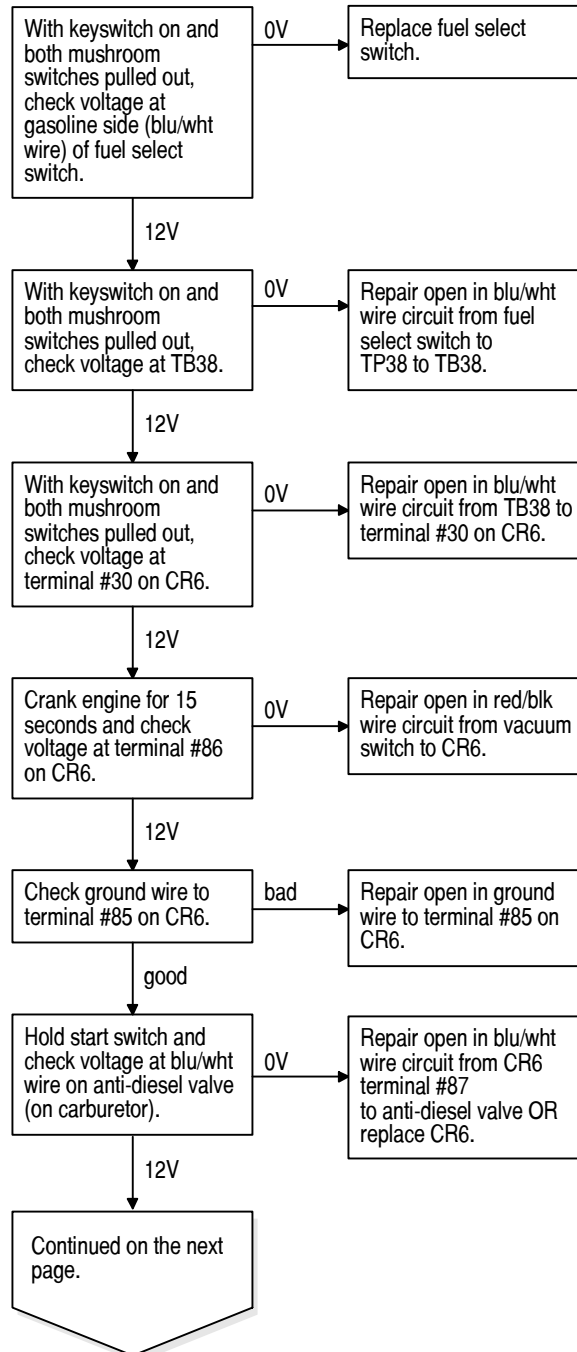 With keyswitch on and
both mushroom
switches pulled out,
check voltage at
gasoline side (blu/wht
wire) of fuel select
switch.
0V
Replace fuel select
switch.
12V
With keyswitch on and
both mushroom
switches pulled out,
check voltage at TB38.
0V
Repair open in blu/wht
wire circuit from fuel
select switch to
TP38 to TB38.
12V
With keyswitch on and
both mushroom
switches pulled out,
check voltage at
terminal #30 on CR6.
0V
Repair open in blu/wht
wire circuit from TB38 to
terminal #30 on CR6.
12V
Crank engine for 15
seconds and check
voltage at terminal #86
on CR6.
0V
Repair open in red/blk
wire circuit from vacuum
switch to CR6.
12V
Check ground wire to
terminal #85 on CR6.
bad
Repair open in ground
wire to terminal #85 on
CR6.
good
Hold start switch and
check voltage at blu/wht
wire on anti-diesel valve
(on carburetor).
0V
Repair open in blu/wht
wire circuit from CR6
terminal #87
to anti-diesel valve OR
replace CR6.
12V
Continued on the next
page.